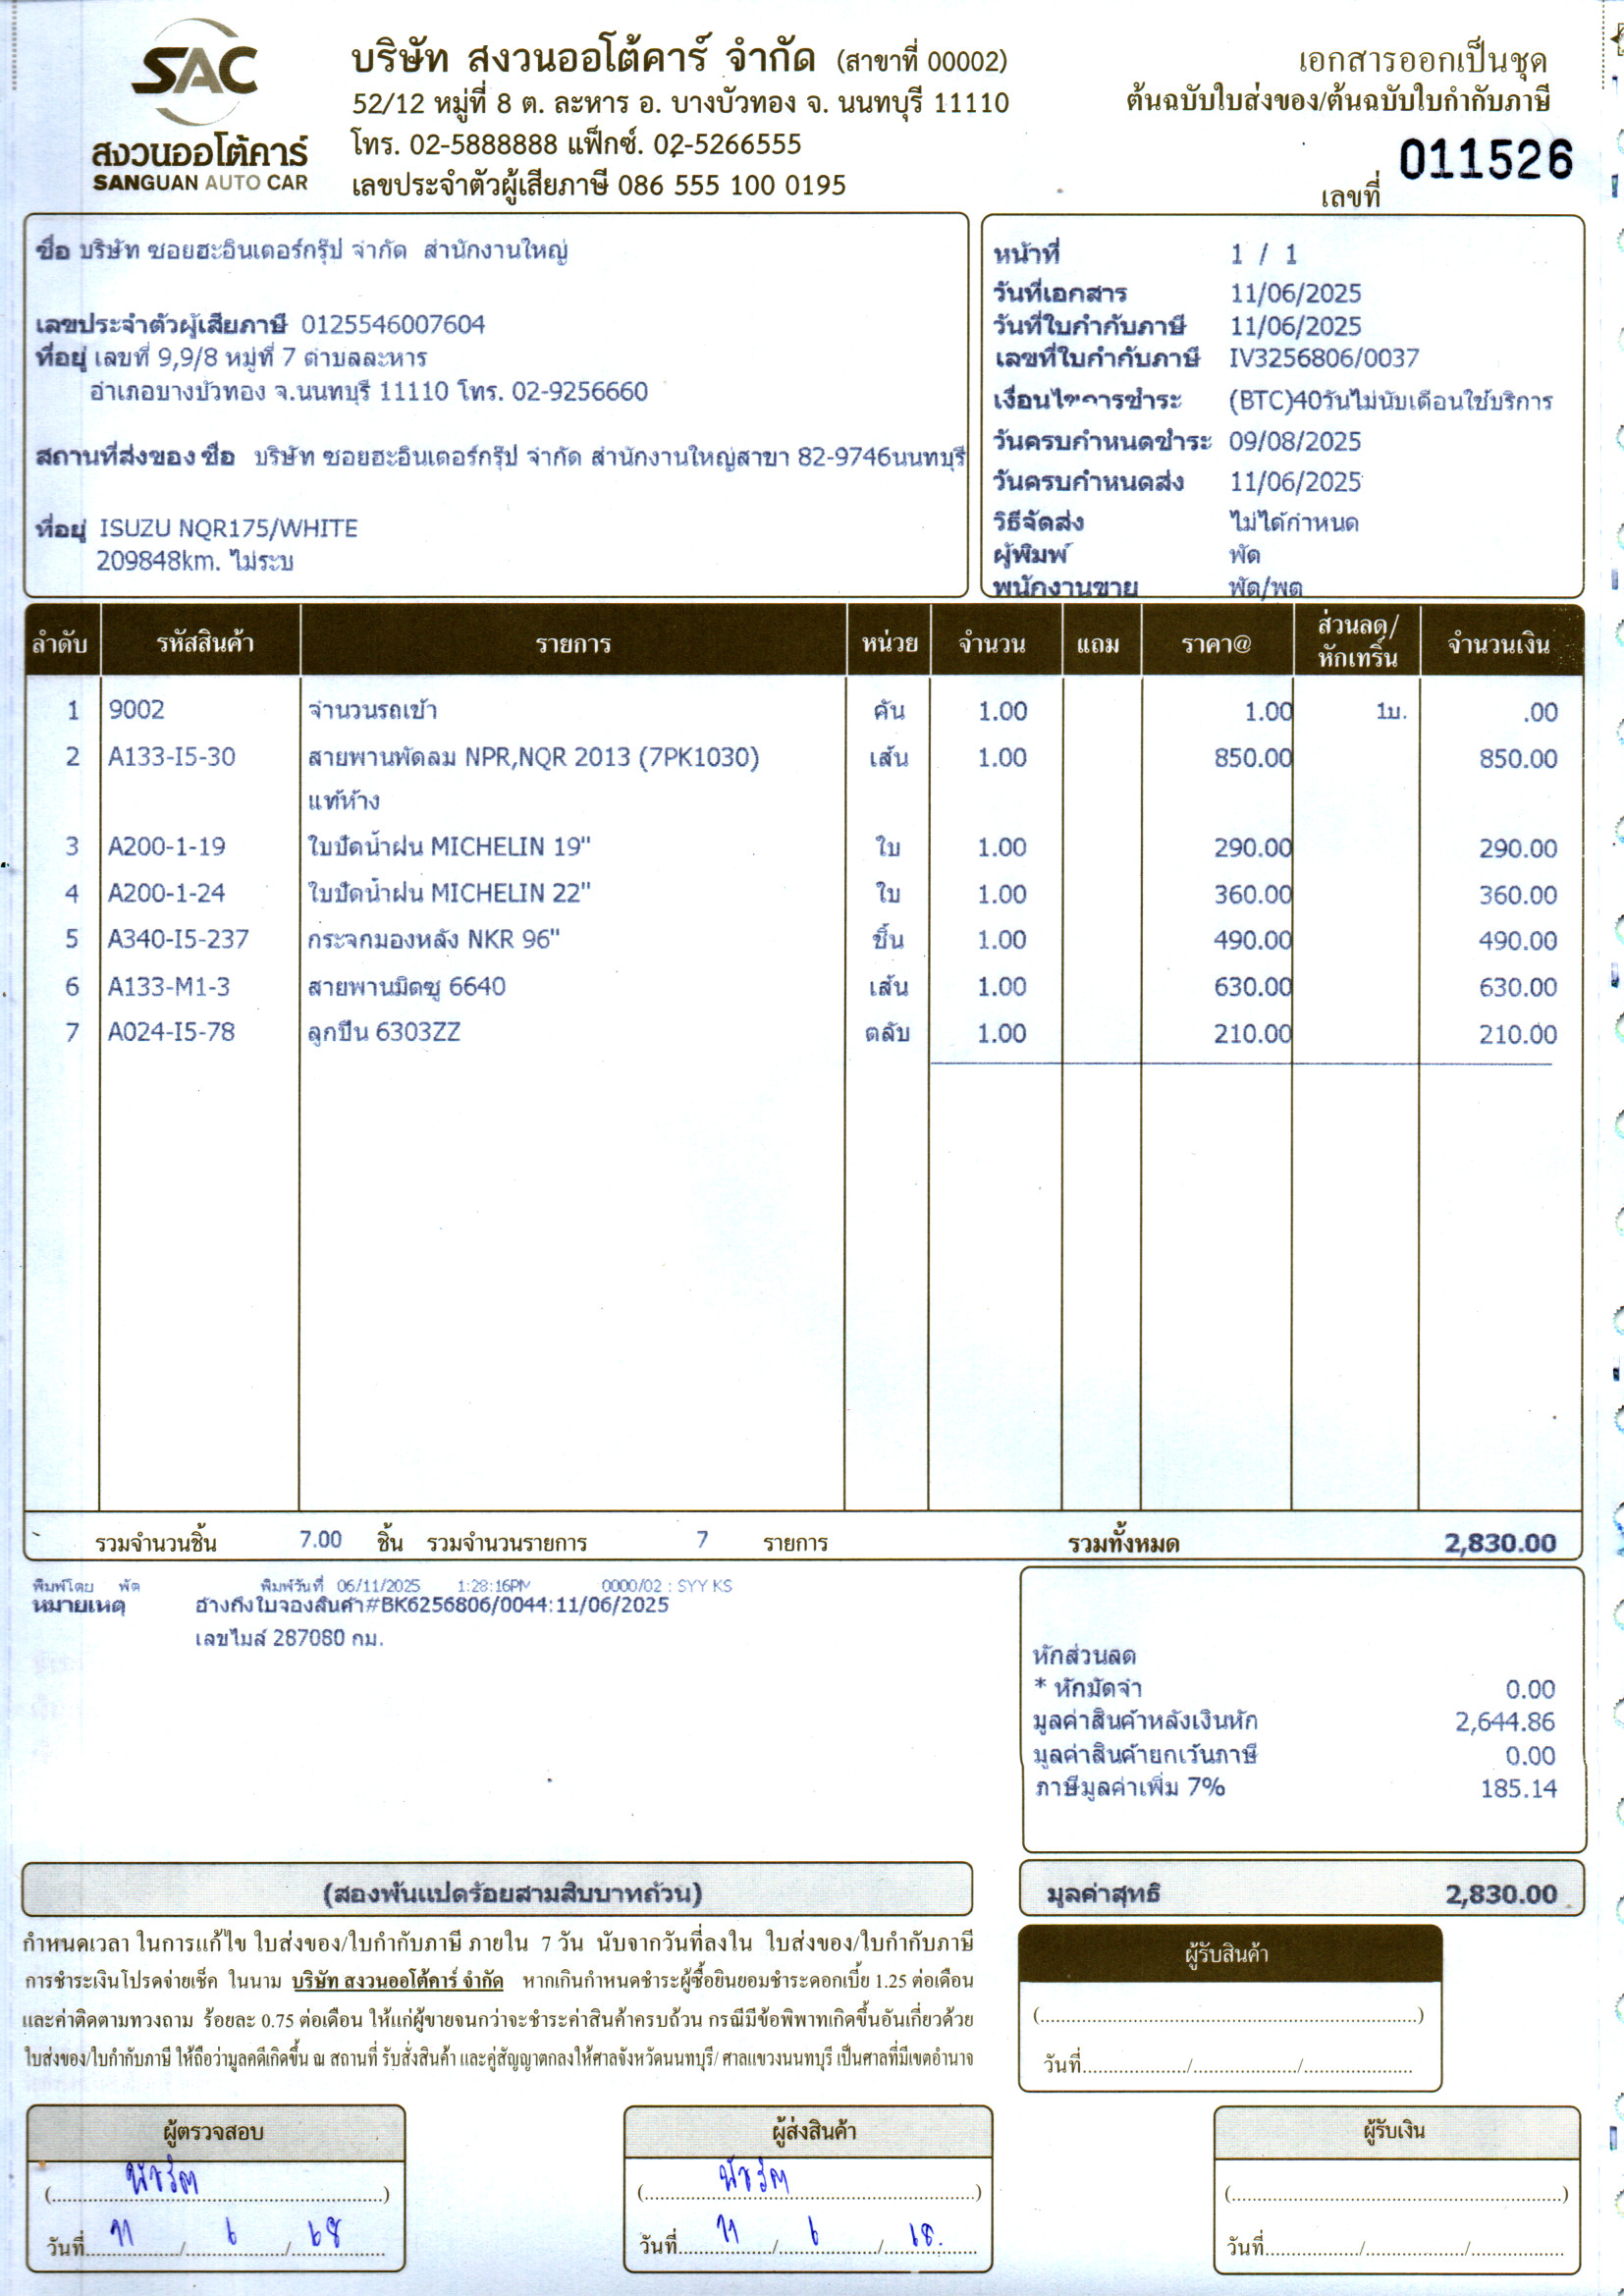 SAC
สงวนออโต้คาร์
SANGUAN AUTO CAR
บริษัท สงวนออโต้คาร์ จำกัด (สาขาที่ 00002)
52/12 หมู่ที่ 8 ต. ละหาร อ. บางบัวทอง จ. นนทบุรี 11110
โทร. 02-5888888 แฟ็กซ์. 02-5266555
เลขประจำตัวผู้เสียภาษี 086 555 100 0195
เอกสารออกเป็นชุด
ต้นฉบับใบส่งของ/ต้นฉบับใบกำกับภาษี
เลขที่ 011526
ชื่อ บริษัท ซอยฮะอินเตอร์กรุ๊ป จำกัด สำนักงานใหญ่
เลขประจำตัวผู้เสียภาษี 0125546007604
ที่อยู่ เลขที่ 9,9/8 หมู่ที่ 7 ตำบลละหาร
อำเภอบางบัวทอง จ.นนทบุรี 11110 โทร. 02-9256660
สถานที่ส่งของ ชื่อ บริษัท ซอยฮะอินเตอร์กรุ๊ป จำกัด สำนักงานใหญ่สาขา 82-9746นนทบุรี
ที่อยู่ ISUZU NQR175/WHITE
209848km. ไม่ระบ
หน้าที่ 1 / 1
วันที่เอกสาร 11/06/2025
วันที่ใบกำกับภาษี 11/06/2025
เลขที่ใบกำกับภาษี IV3256806/0037
เงื่อนไขการชำระ (BTC)40วันไม่นับเดือนใช้บริการ
วันครบกำหนดชำระ 09/08/2025
วันครบกำหนดส่ง 11/06/2025
วิธีจัดส่ง ไม่ได้กำหนด
ผู้พิมพ์ พัด
พนักงานขาย พัด/พต
ลำดับ รหัสสินค้า รายการ หน่วย จำนวน แถม ราคา@ ส่วนลด/หักเทริ์น จำนวนเงิน
1 9002 จำนวนรถเข้า คัน 1.00 1.00 1บ. .00
2 A133-I5-30 สายพานพัดลม NPR,NQR 2013 (7PK1030) เส้น 1.00 850.00 850.00
แท้ห้าง
3 A200-1-19 ใบปัดน้ำฝน MICHELIN 19" ใบ 1.00 290.00 290.00
4 A200-1-24 ใบปัดน้ำฝน MICHELIN 22" ใบ 1.00 360.00 360.00
5 A340-I5-237 กระจกมองหลัง NKR 96" ชิ้น 1.00 490.00 490.00
6 A133-M1-3 สายพานมิตซู 6640 เส้น 1.00 630.00 630.00
7 A024-I5-78 ลูกปืน 6303ZZ ตลับ 1.00 210.00 210.00
รวมจำนวนชิ้น 7.00 ชิ้น รวมจำนวนรายการ 7 รายการ รวมทั้งหมด 2,830.00
พิมพ์โดย พัด พิมพ์วันที่ 06/11/2025 1:28:16PM 0000/02 : SYY KS
หมายเหตุ อ้างถึงใบจองสินค้า#BK6256806/0044:11/06/2025
เลขไมล์ 287080 กม.
หักส่วนลด
* หักมัดจำ 0.00
มูลค่าสินค้าหลังเงินหัก 2,644.86
มูลค่าสินค้ายกเว้นภาษี 0.00
ภาษีมูลค่าเพิ่ม 7% 185.14
(สองพันแปดร้อยสามสิบบาทถ้วน)
มูลค่าสุทธิ 2,830.00
กำหนดเวลา ในการแก้ไข ใบส่งของ/ใบกำกับภาษี ภายใน 7 วัน นับจากวันที่ลงใน ใบส่งของ/ใบกำกับภาษี
การชำระเงินโปรดจ่ายเช็ค ในนาม บริษัท สงวนออโต้คาร์ จำกัด หากเกินกำหนดชำระผู้ซื้อยินยอมชำระดอกเบี้ย 1.25 ต่อเดือน
และค่าติดตามทวงถาม ร้อยละ 0.75 ต่อเดือน ให้แก่ผู้ขายจนกว่าจะชำระค่าสินค้าครบถ้วน กรณีมีข้อพิพาทเกิดขึ้นอันเกี่ยวด้วย
ใบส่งของ/ใบกำกับภาษี ให้ถือว่ามูลคดีเกิดขึ้น ณ สถานที่ รับสั่งสินค้า และคู่สัญญาตกลงให้ศาลจังหวัดนนทบุรี/ ศาลแขวงนนทบุรี เป็นศาลที่มีเขตอำนาจ
ผู้รับสินค้า
(......)
วันที่....../....../......
ผู้ตรวจสอบ
วันที่ 11 / 6 / 68
ผู้ส่งสินค้า
วันที่ 11 / 6 / 68.
ผู้รับเงิน
(......)
วันที่....../....../......